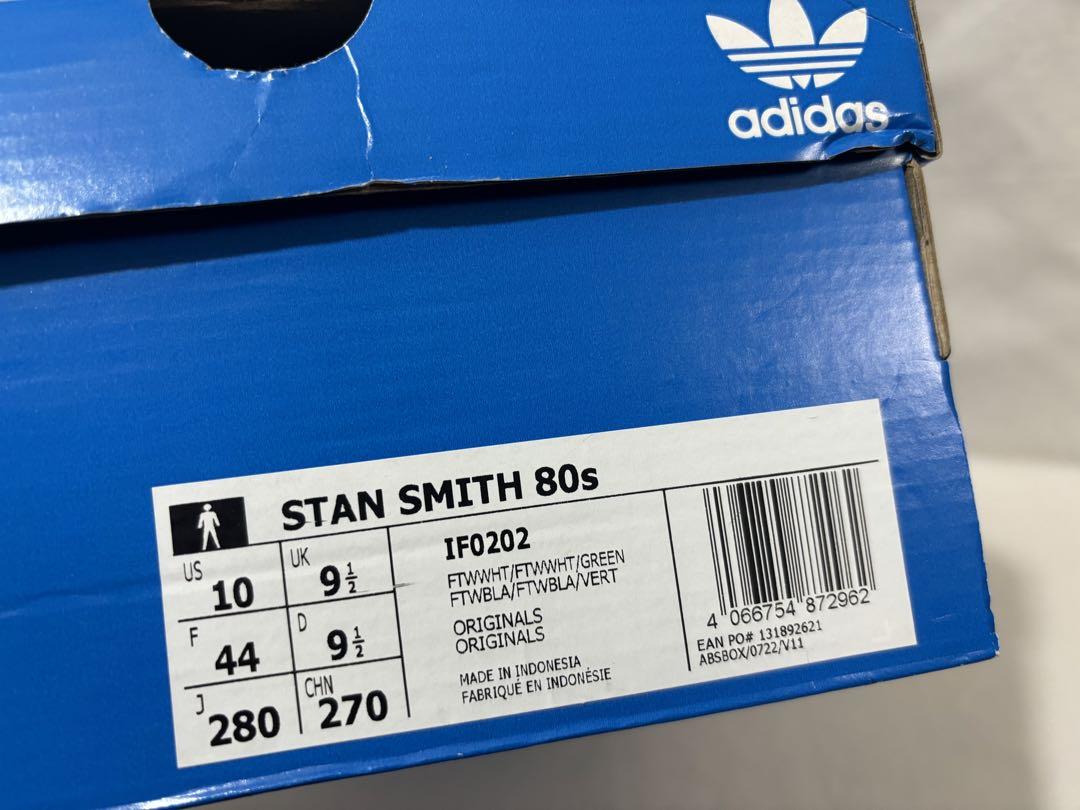 adidas
STAN SMITH 80s
US 10 UK 9½
F 44 D 9½
J 280 CHN 270
IF0202
FTWWHT/FTWWHT/GREEN
FTWBLA/FTWBLA/VERT
ORIGINALS
ORIGINALS
MADE IN INDONESIA
FABRIQUÉ EN INDONÉSIE
4 066754 872962
EAN PO# 131892621
ABSBOX/0722/V11